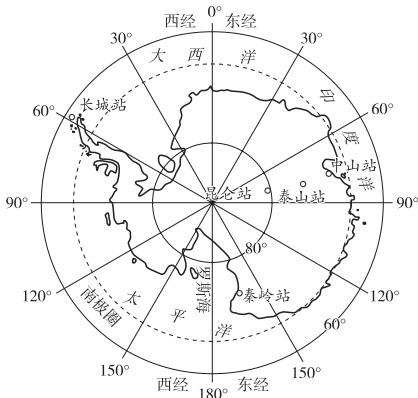 0°
西经 东经
30° 30°
大西洋
印度洋
60° 长城站 60°
中山站
昆仑站 泰山站
90° 90°
80°
罗斯海
秦岭站
120° 120°
南极圈
太平洋
60°
150° 150°
西经 东经
180°